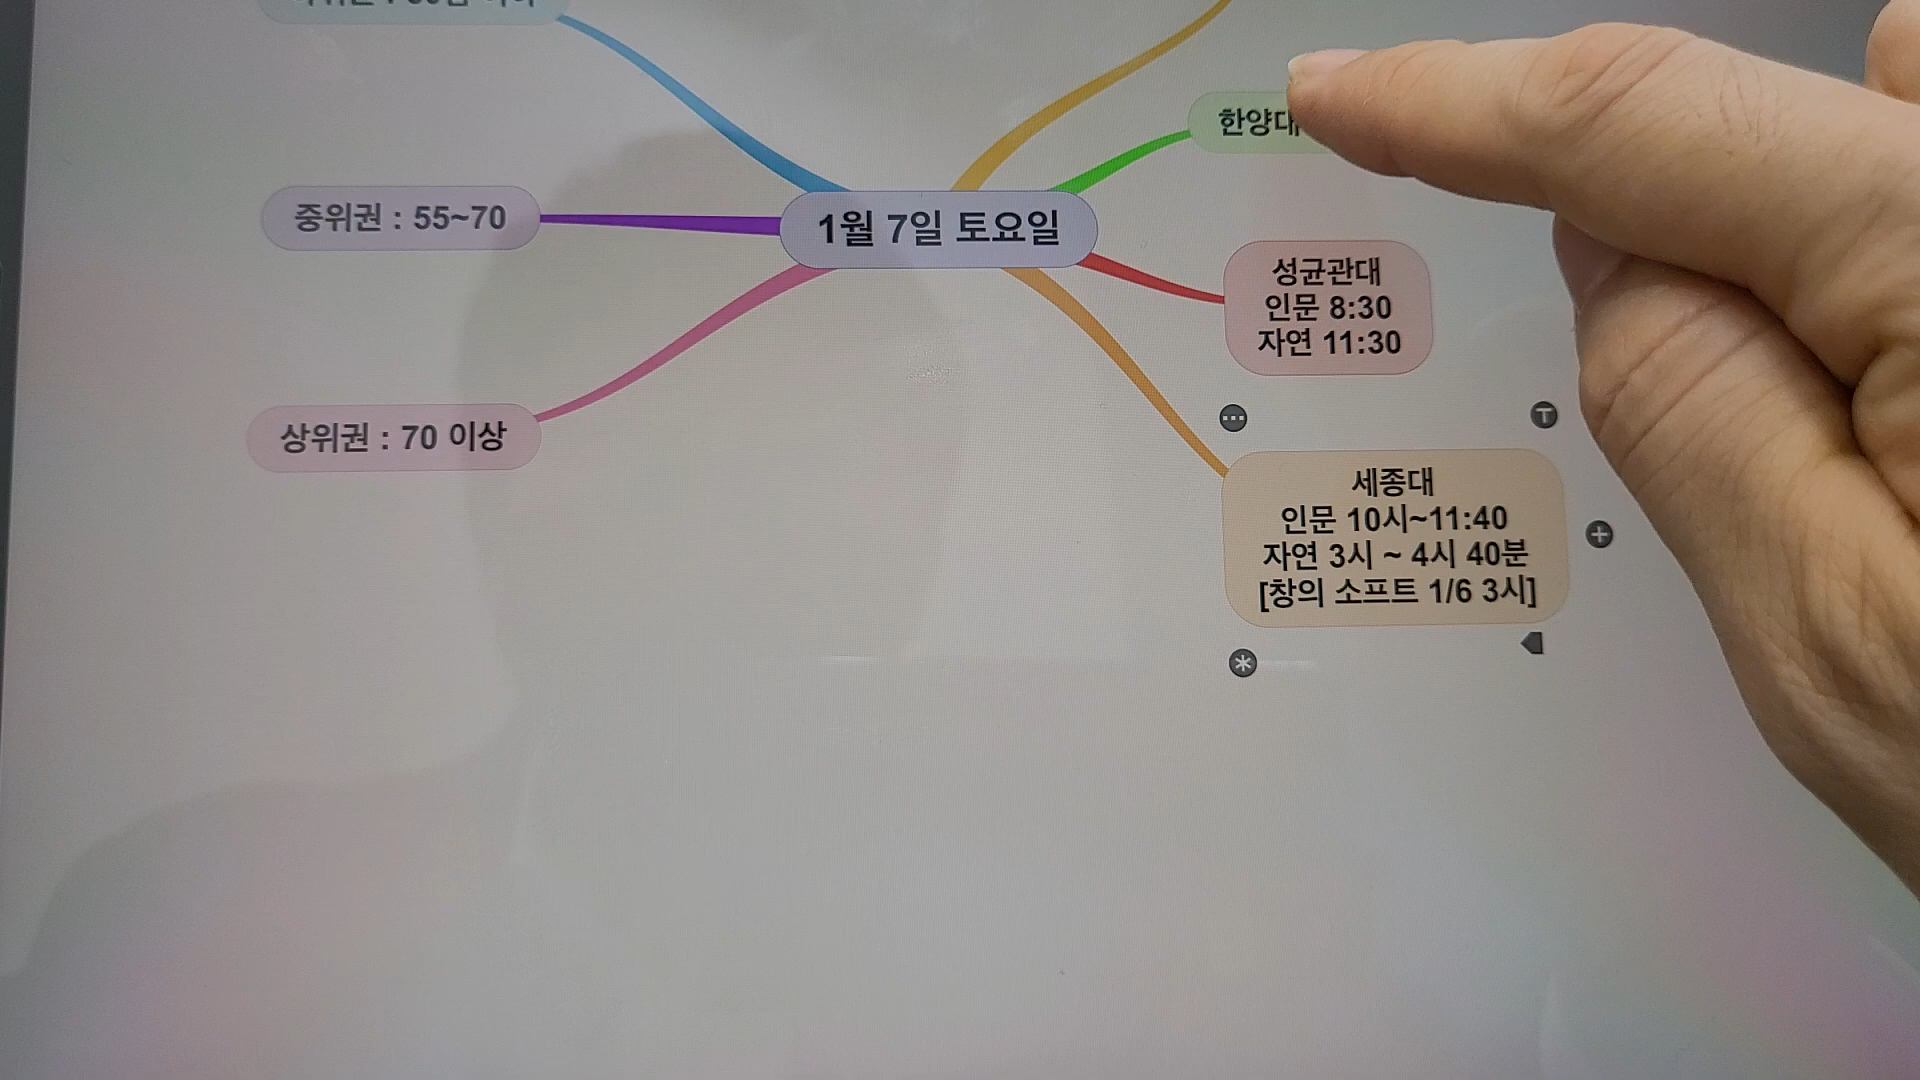 중위권 : 55~70
상위권 : 70 이상
1월 7일 토요일
한양대
성균관대
인문 8:30
자연 11:30
세종대
인문 10시~11:40
자연 3시 ~ 4시 40분
[창의 소프트 1/6 3시]